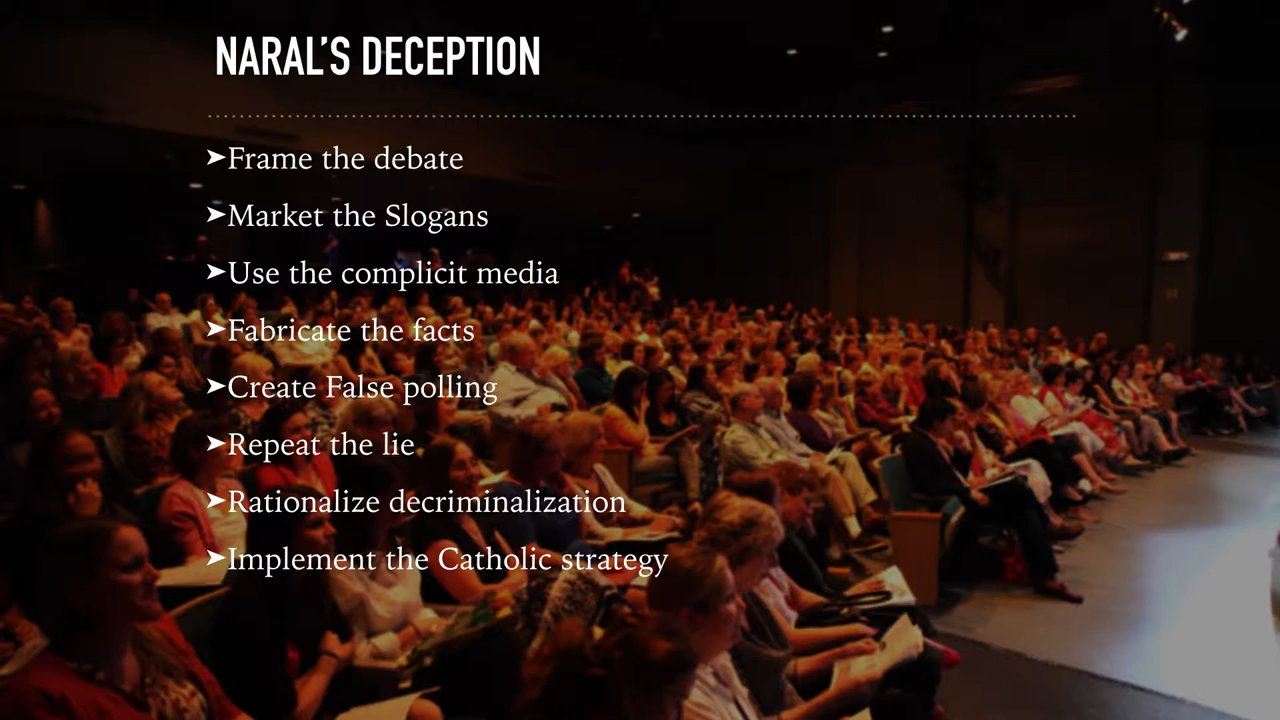 NARAL’S DECEPTION
➤Frame the debate
➤Market the Slogans
➤Use the complicit media
➤Fabricate the facts
➤Create False polling
➤Repeat the lie
➤Rationalize decriminalization
➤Implement the Catholic strategy